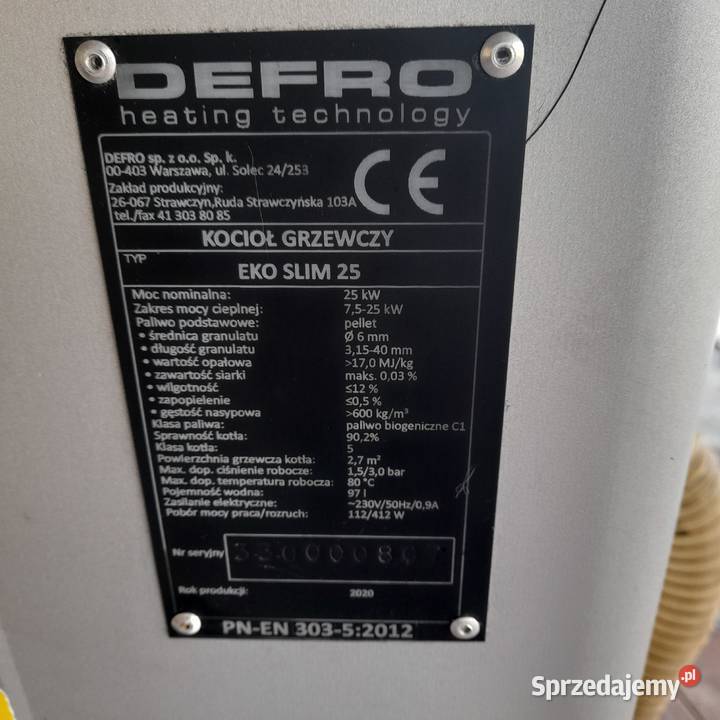 DEFRO
heating technology
DEFRO sp. z o.o. Sp. k.
00-403 Warszawa, ul. Solec 24/253
Zakład produkcyjny:
26-067 Strawczyn,Ruda Strawczyńska 103A
tel./fax 41 303 80 85
CE
KOCIOŁ GRZEWCZY
TYP
EKO SLIM 25
Moc nominalna: 25 kW
Zakres mocy cieplnej: 7,5-25 kW
Paliwo podstawowe: pellet
• średnica granulatu Ø 6 mm
• długość granulatu 3,15-40 mm
• wartość opałowa >17,0 MJ/kg
• zawartość siarki maks. 0,03 %
• wilgotność ≤12 %
• zapopielenie ≤0,5 %
• gęstość nasypowa >600 kg/m³
Klasa paliwa: paliwo biogeniczne C1
Sprawność kotła: 90,2%
Klasa kotła: 5
Powierzchnia grzewcza kotła: 2,7 m²
Max. dop. ciśnienie robocze: 1,5/3,0 bar
Max. dop. temperatura robocza: 80 °C
Pojemność wodna: 97 l
Zasilanie elektryczne: ~230V/50Hz/0,9A
Pobór mocy praca/rozruch: 112/412 W
Nr seryjny
Rok produkcji: 2020
PN-EN 303-5:2012
Sprzedajemy.pl